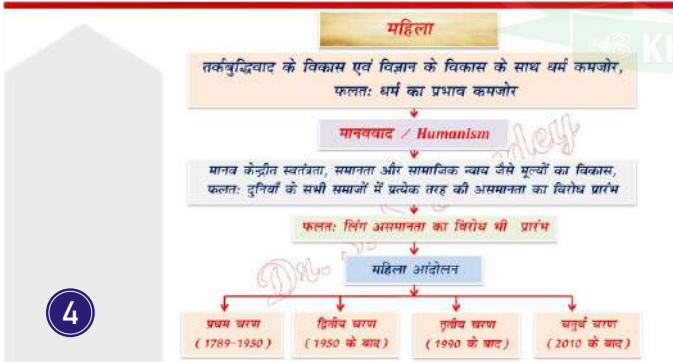 महिला
तर्कबुद्धिवाद के विकास एवं विज्ञान के विकास के साथ धर्म कमजोर,
फलतः धर्म का प्रभाव कमजोर
मानववाद / Humanism
मानव केन्द्रीत स्वतंत्रता, समानता और सामाजिक न्याय जैसे मूल्यों का विकास,
फलतः दुनियाँ के सभी समाजों में प्रत्येक तरह की असमानता का विरोध प्रारंभ
फलतः लिंग असमानता का विरोध भी प्रारंभ
महिला आंदोलन
प्रथम चरण
(1789-1950)
द्वितीय चरण
(1950 के बाद)
तृतीय चरण
(1990 के बाद)
चतुर्थ चरण
(2010 के बाद)
4